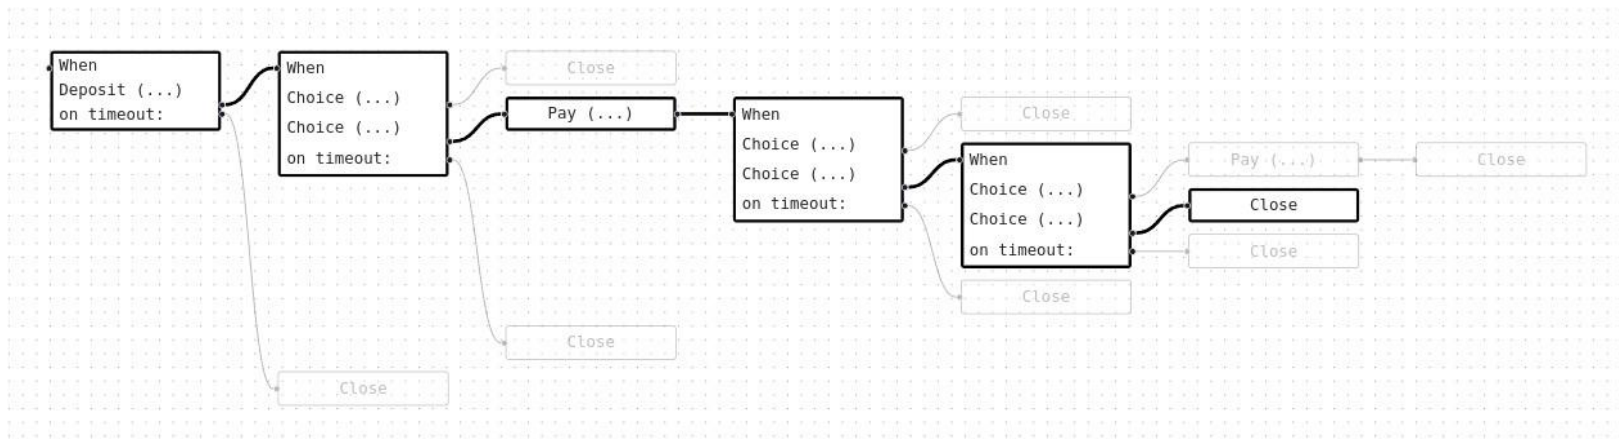 When
Deposit (...)
on timeout:
When
Choice (...)
Choice (...)
on timeout:
Close
Pay (...)
Close
Close
When
Choice (...)
Choice (...)
on timeout:
Close
When
Choice (...)
Choice (...)
on timeout:
Close
Pay (...)
Close
Close
Close